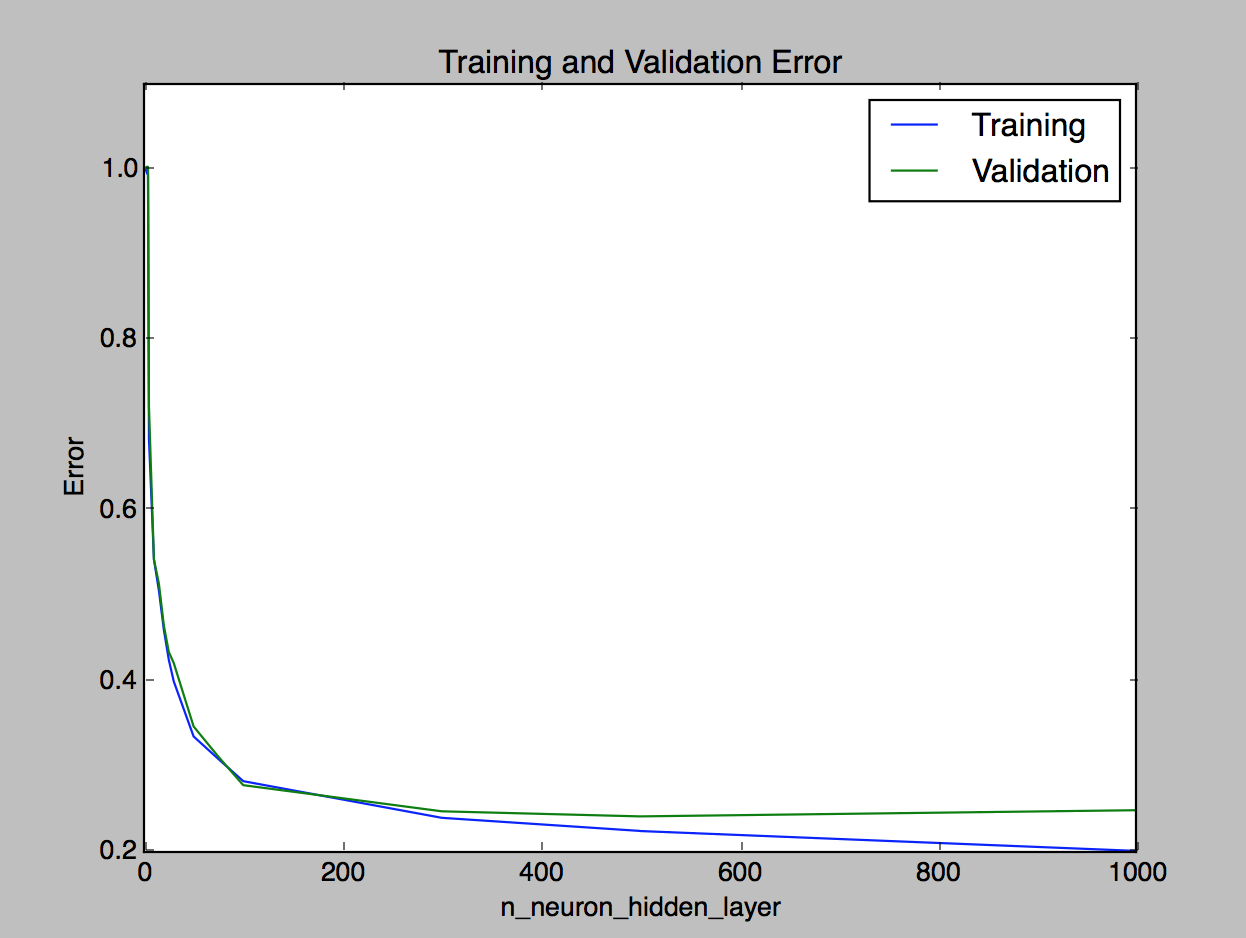 Training and Validation Error
Training
Validation
1.0
0.8
0.6
0.4
0.2
Error
0 200 400 600 800 1000
n_neuron_hidden_layer